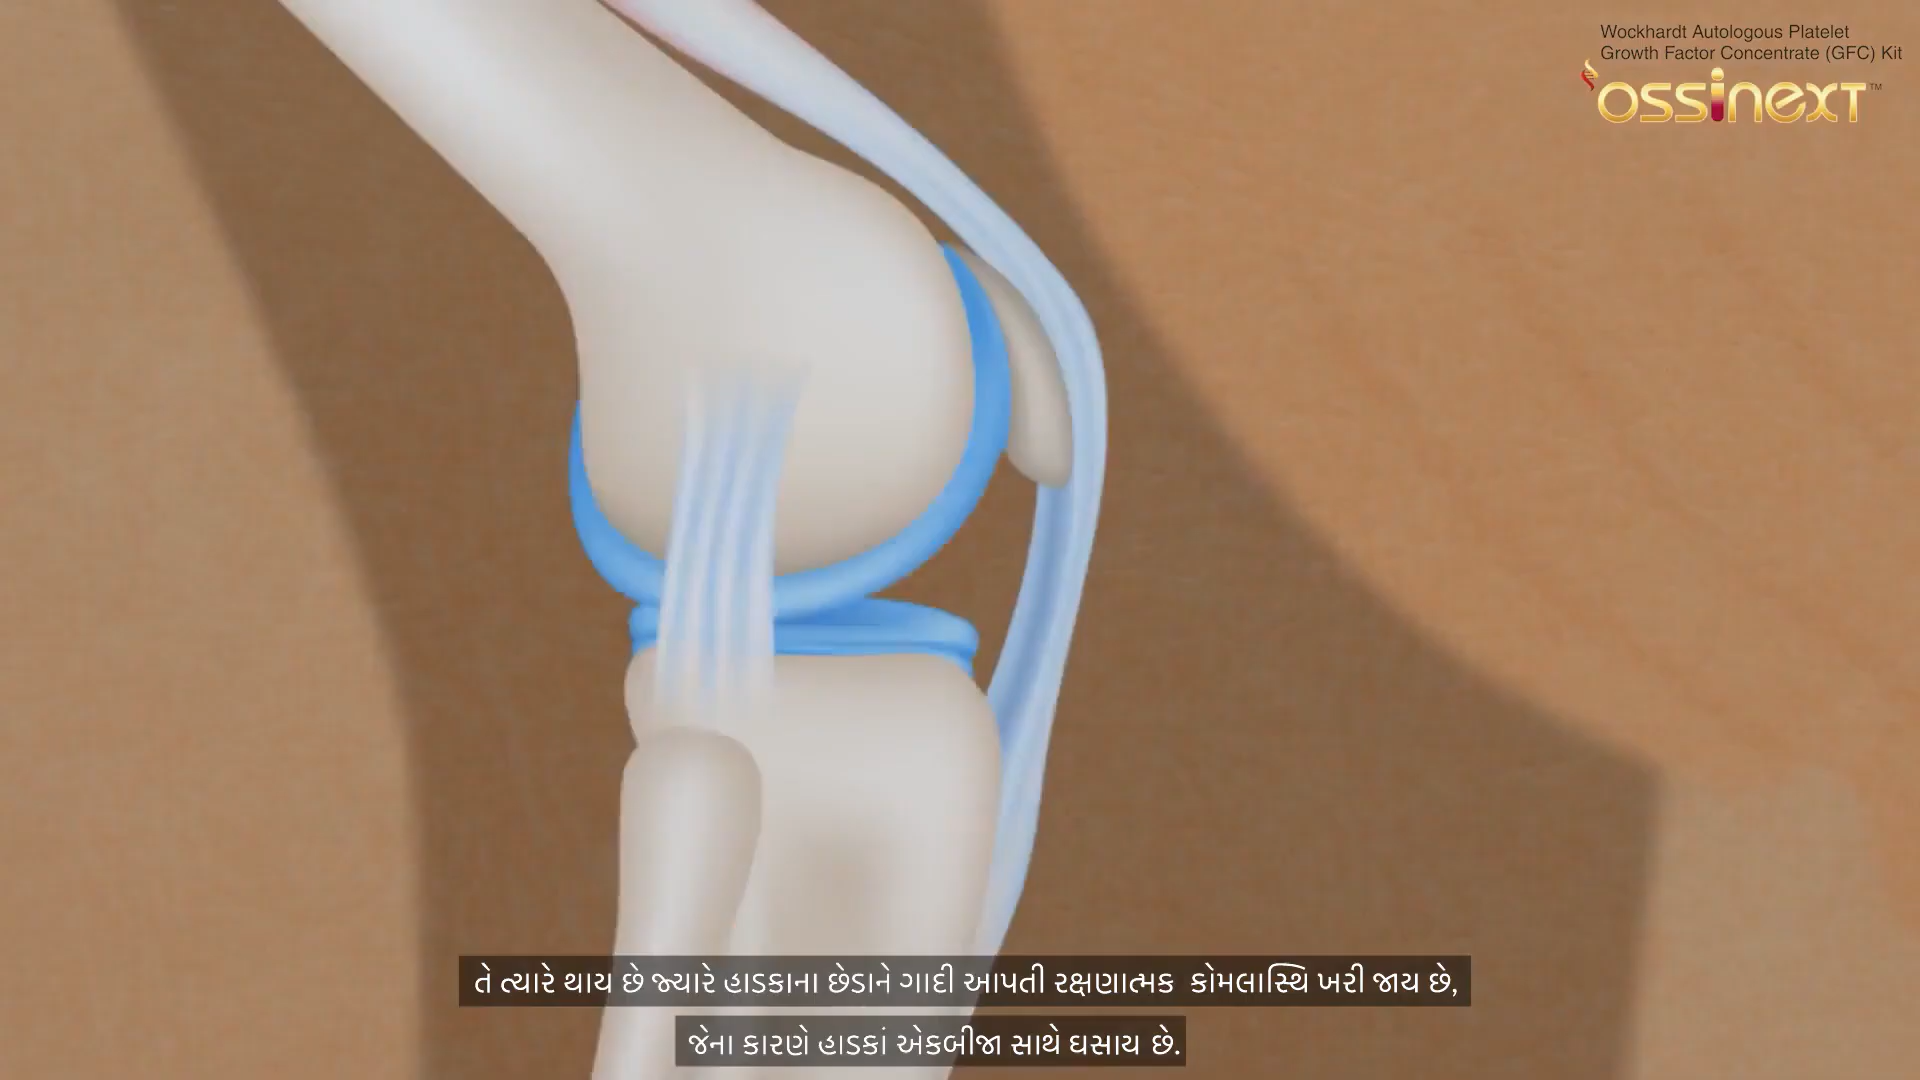 Wockhardt Autologous Platelet
Growth Factor Concentrate (GFC) Kit
OSSINEXT™
તે ત્યારે થાય છે જ્યારે હાડકાના છેડાને ગાદી આપતી રક્ષણાત્મક કોમલાસ્થિ ખરી જાય છે,
જેના કારણે હાડકાં એકબીજા સાથે ઘસાય છે.